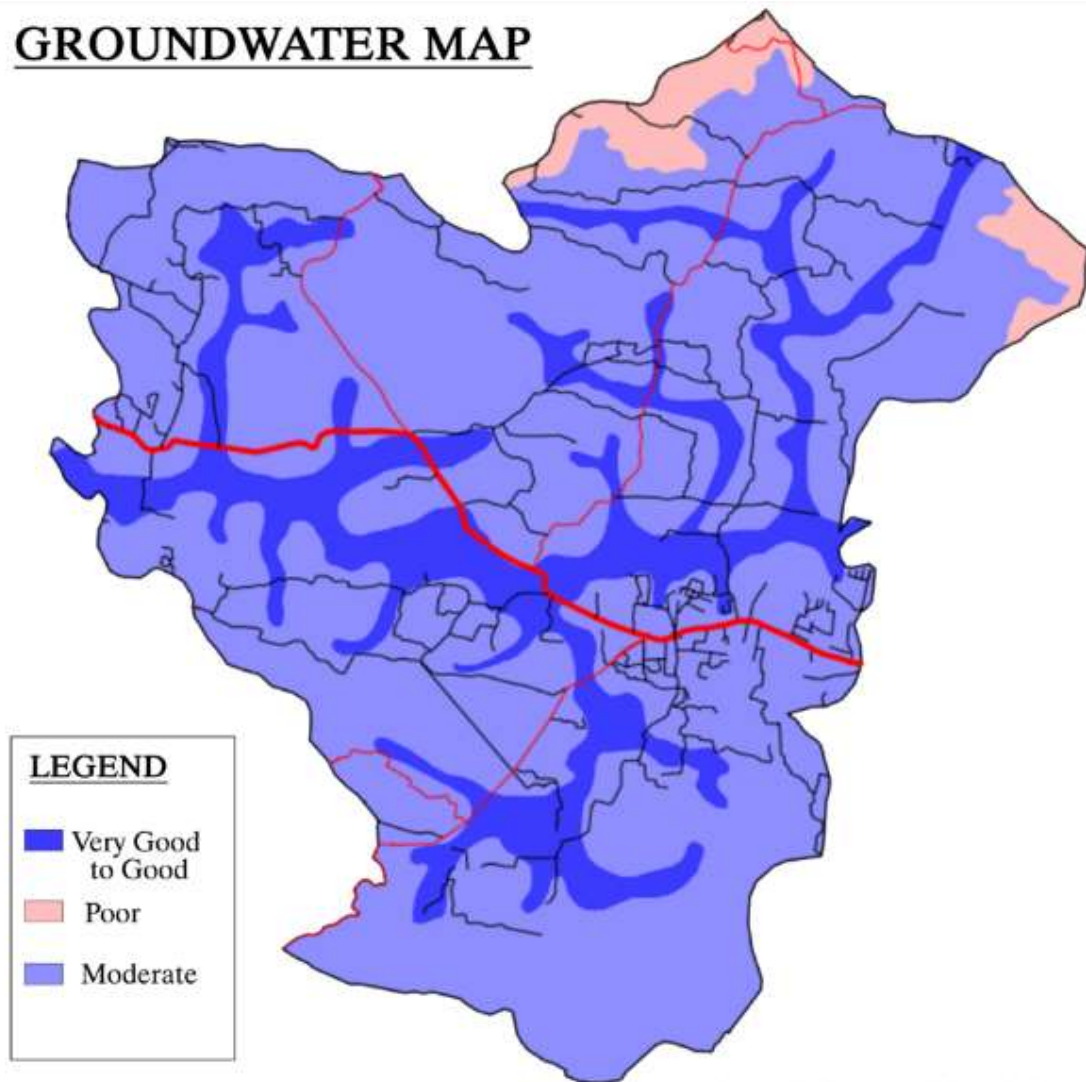 GROUNDWATER MAP
LEGEND
Very Good
to Good
Poor
Moderate